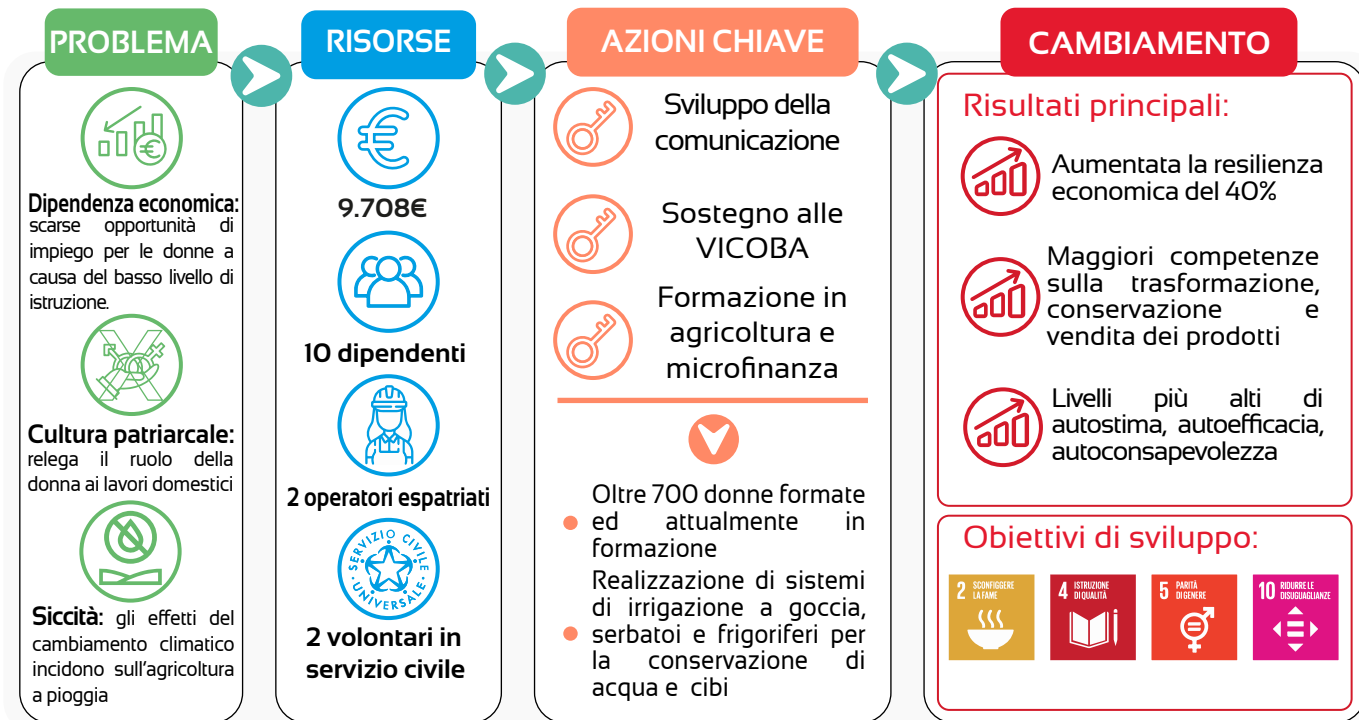 PROBLEMA
Dipendenza economica:
scarse opportunità di
impiego per le donne a
causa del basso livello di
istruzione.
Cultura patriarcale:
relega il ruolo della
donna ai lavori domestici
Siccità: gli effetti del
cambiamento climatico
incidono sull'agricoltura
a pioggia
RISORSE
9.708€
10 dipendenti
2 operatori espatriati
SERVIZIO CIVILE
UNIVERSALE
2 volontari in
servizio civile
AZIONI CHIAVE
Sviluppo della
comunicazione
Sostegno alle
VICOBA
Formazione in
agricoltura e
microfinanza
Oltre 700 donne formate
ed attualmente in
formazione
Realizzazione di sistemi
di irrigazione a goccia,
serbatoi e frigoriferi per
la conservazione di
acqua e cibi
CAMBIAMENTO
Risultati principali:
Aumentata la resilienza
economica del 40%
Maggiori competenze
sulla trasformazione,
conservazione e
vendita dei prodotti
Livelli più alti di
autostima, autoefficacia,
autoconsapevolezza
Obiettivi di sviluppo:
2 SCONFIGGERE
LA FAME
4 ISTRUZIONE
DI QUALITÀ
5 PARITÀ
DI GENERE
10 RIDURRE LE
DISUGUAGLIANZE